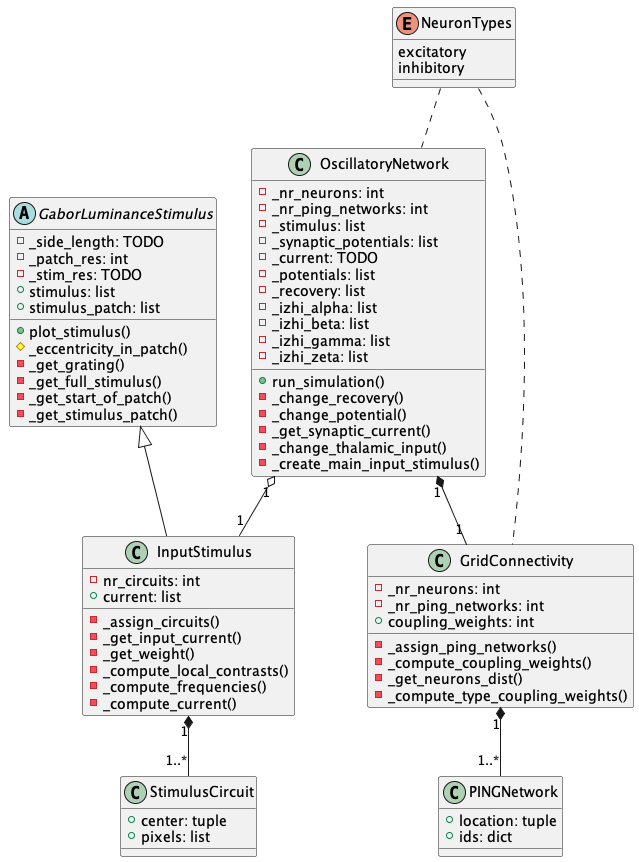 E NeuronTypes
excitatory
inhibitory
C OscillatoryNetwork
_nr_neurons: int
_nr_ping_networks: int
_stimulus: list
_synaptic_potentials: list
_current: TODO
_potentials: list
_recovery: list
_izhi_alpha: list
_izhi_beta: list
_izhi_gamma: list
_izhi_zeta: list
run_simulation()
_change_recovery()
_change_potential()
_get_synaptic_current()
_change_thalamic_input()
_create_main_input_stimulus()
A GaborLuminanceStimulus
_side_length: TODO
_patch_res: int
_stim_res: TODO
stimulus: list
stimulus_patch: list
plot_stimulus()
_eccentricity_in_patch()
_get_grating()
_get_full_stimulus()
_get_start_of_patch()
_get_stimulus_patch()
1
1
1
1
C InputStimulus
nr_circuits: int
current: list
_assign_circuits()
_get_input_current()
_get_weight()
_compute_local_contrasts()
_compute_frequencies()
_compute_current()
C GridConnectivity
_nr_neurons: int
_nr_ping_networks: int
coupling_weights: int
_assign_ping_networks()
_compute_coupling_weights()
_get_neurons_dist()
_compute_type_coupling_weights()
1
1..*
1
1..*
C StimulusCircuit
center: tuple
pixels: list
C PINGNetwork
location: tuple
ids: dict